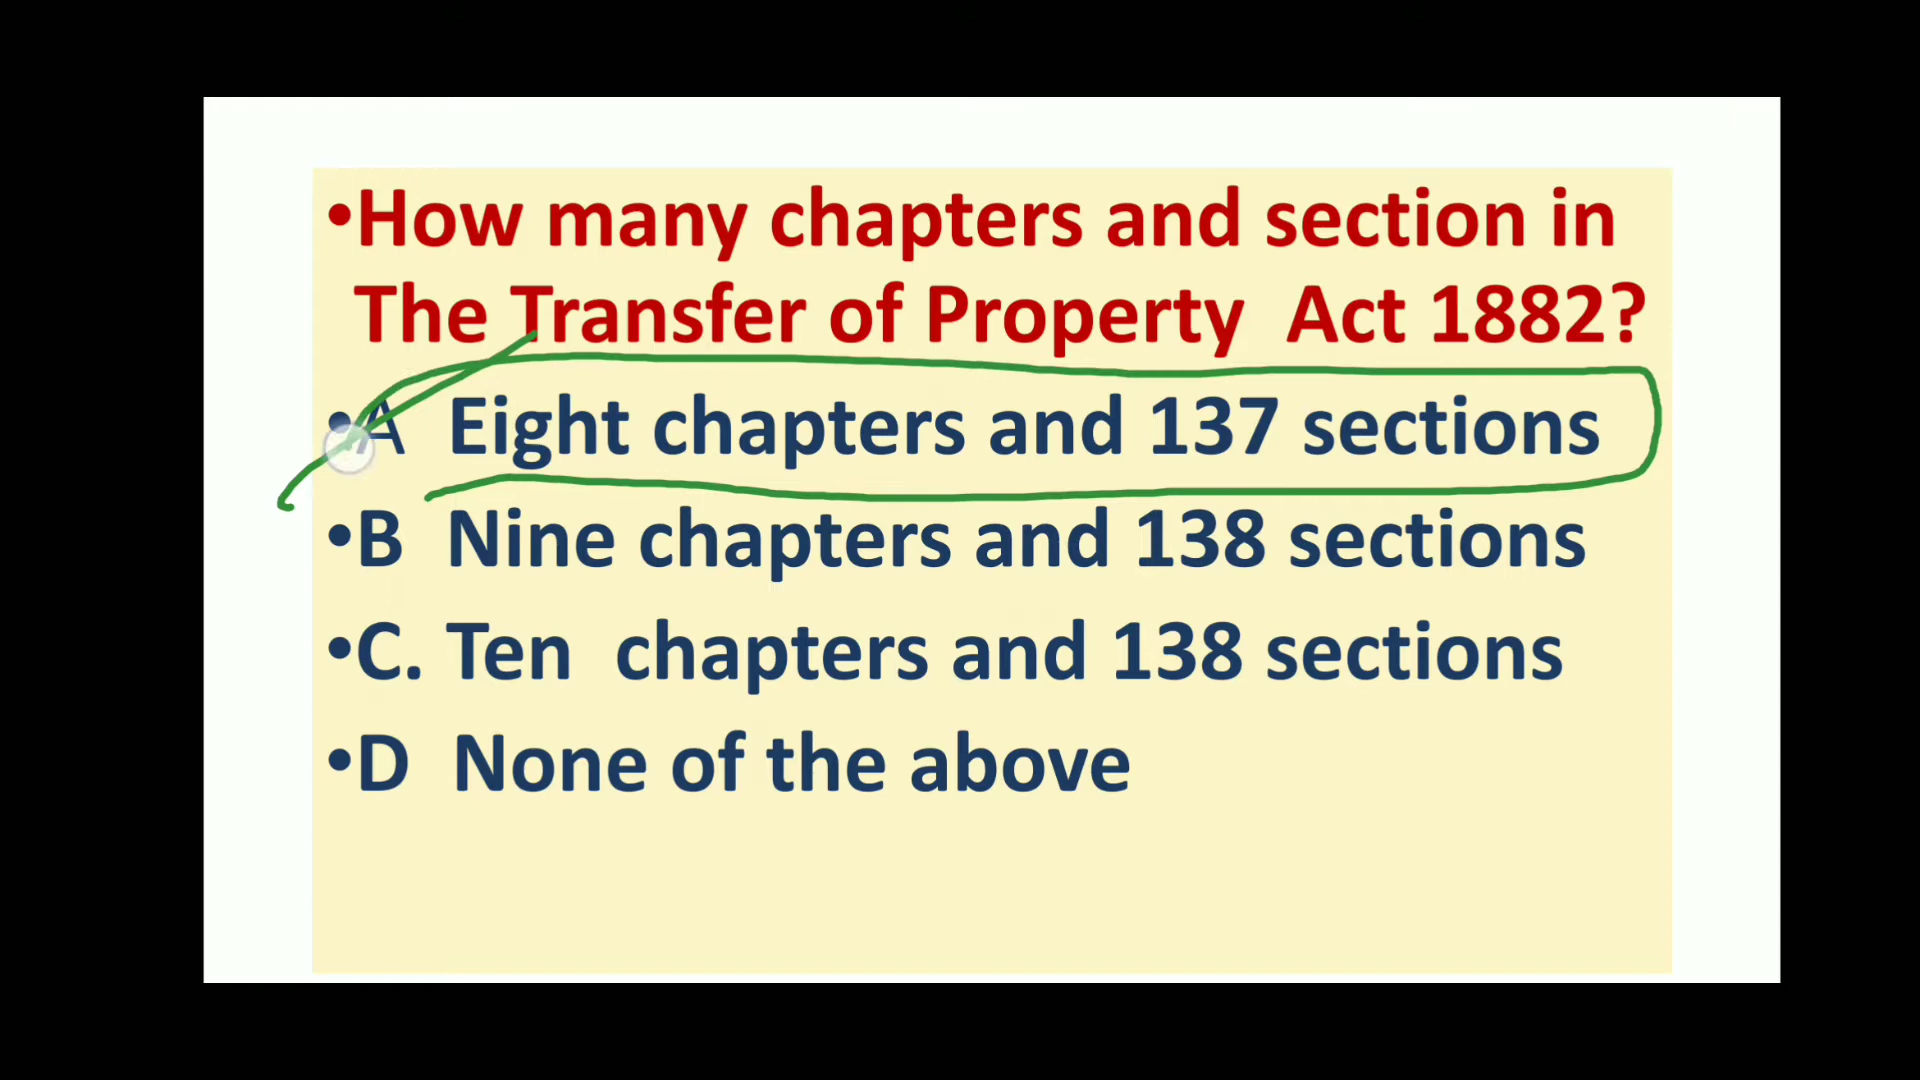 •How many chapters and section in
The Transfer of Property Act 1882?
•A Eight chapters and 137 sections
•B Nine chapters and 138 sections
•C. Ten chapters and 138 sections
•D None of the above